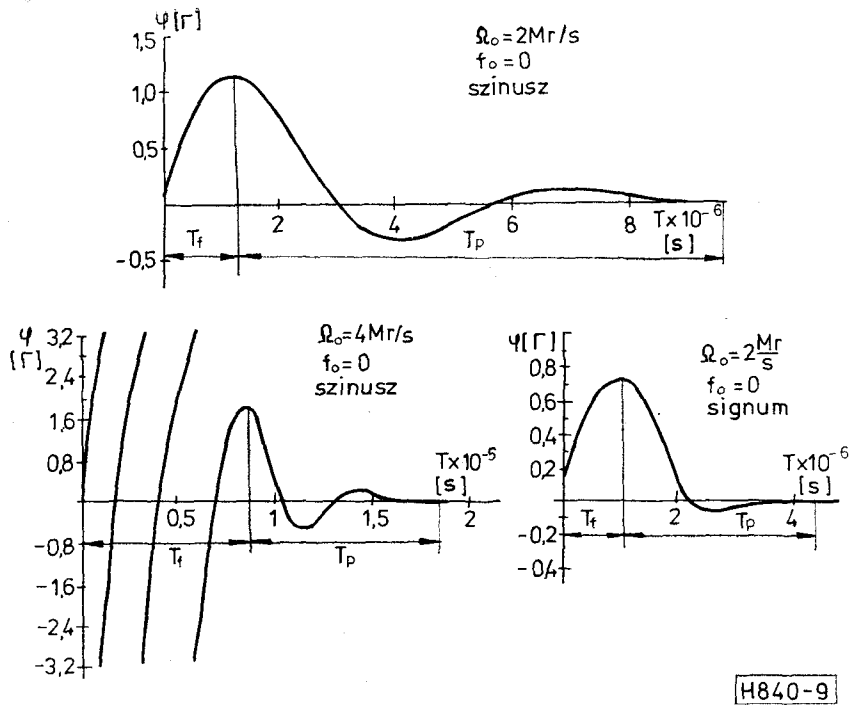 φ[Γ]
1,5
1,0
0,5
-0,5
Ω₀=2Mr/s
f₀=0
szinusz
2
4
6
8
T×10⁻⁶
[s]
T_f
T_p
φ
[Γ]
3,2
2,4
1,6
0,8
-0,8
-1,6
-2,4
-3,2
Ω₀=4Mr/s
f₀=0
szinusz
T×10⁻⁵
[s]
0,5
1
1,5
2
T_f
T_p
φ[Γ]
0,8
0,6
0,4
0,2
-0,2
-0,4
Ω₀=2 Mr/s
f₀=0
signum
T×10⁻⁶
[s]
2
4
T_f
T_p
H840-9